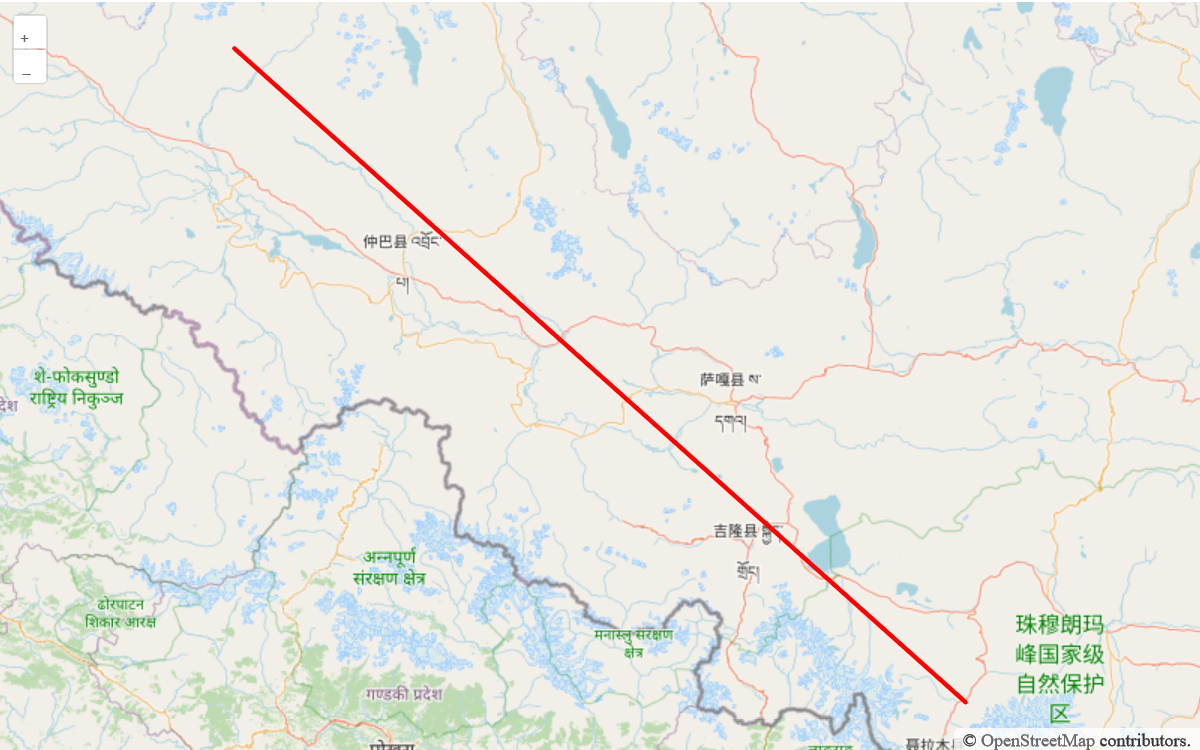 +
−
仲巴县 འབྲོང་
པ།
शे-फोकसुण्डो
राष्ट्रिय निकुञ्ज
देश
萨嘎县 ས་
དགའ།
吉隆县 སྐྱིད་
གྲོང།
अन्नपूर्ण
संरक्षण क्षेत्र
ढोरपाटन
शिकार आरक्ष
मनास्लु संरक्षण
क्षेत्र
珠穆朗玛
峰国家级
自然保护
区
गण्डकी प्रदेश
पोखरा
聂拉木
© OpenStreetMap contributors.